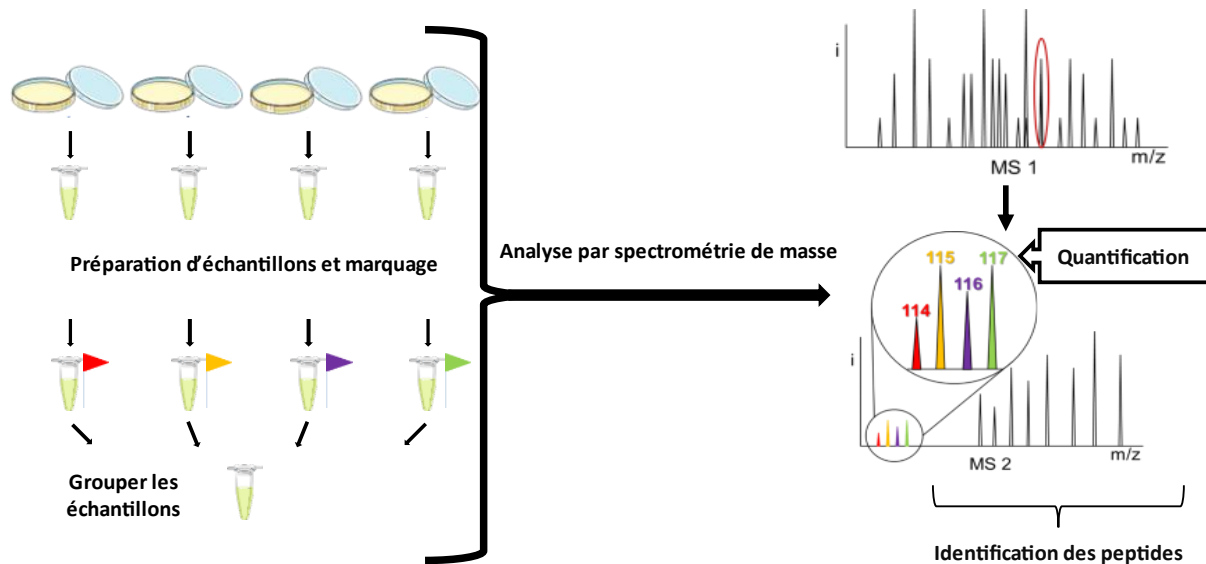 Préparation d'échantillons et marquage
Grouper les
échantillons
Analyse par spectrométrie de masse
i
m/z
MS 1
Quantification
115
117
116
114
i
m/z
MS 2
Identification des peptides